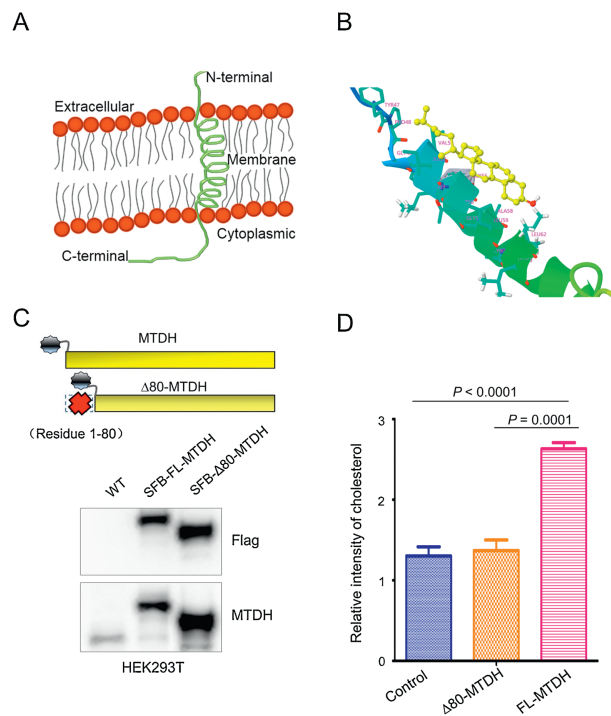 A
N-terminal
Extracellular
Membrane
Cytoplasmic
C-terminal
B
TYR47
LEU62
C
MTDH
Δ80-MTDH
(Residue 1-80)
WT
SFB-FL-MTDH
SFB-Δ80-MTDH
Flag
MTDH
HEK293T
D
P < 0.0001
P = 0.0001
3
2
1
0
Relative intensity of cholesterol
Control
Δ80-MTDH
FL-MTDH